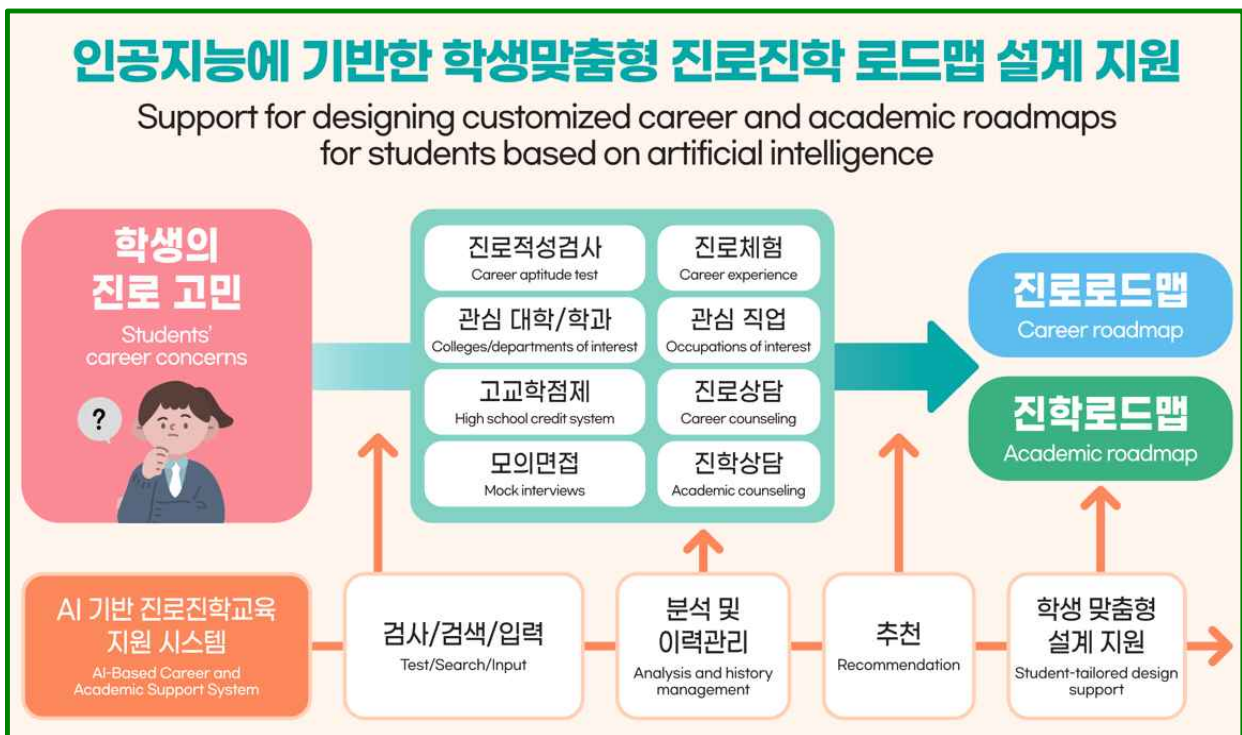 인공지능에 기반한 학생맞춤형 진로진학 로드맵 설계 지원
Support for designing customized career and academic roadmaps
for students based on artificial intelligence
학생의
진로 고민
Students'
career concerns
?
진로적성검사
Career aptitude test
진로체험
Career experience
관심 대학/학과
Colleges/departments of interest
관심 직업
Occupations of interest
고교학점제
High school credit system
진로상담
Career counseling
모의면접
Mock interviews
진학상담
Academic counseling
진로로드맵
Career roadmap
진학로드맵
Academic roadmap
AI 기반 진로진학교육
지원 시스템
AI-Based Career and
Academic Support System
검사/검색/입력
Test/Search/Input
분석 및
이력관리
Analysis and history
management
추천
Recommendation
학생 맞춤형
설계 지원
Student-tailored design
support